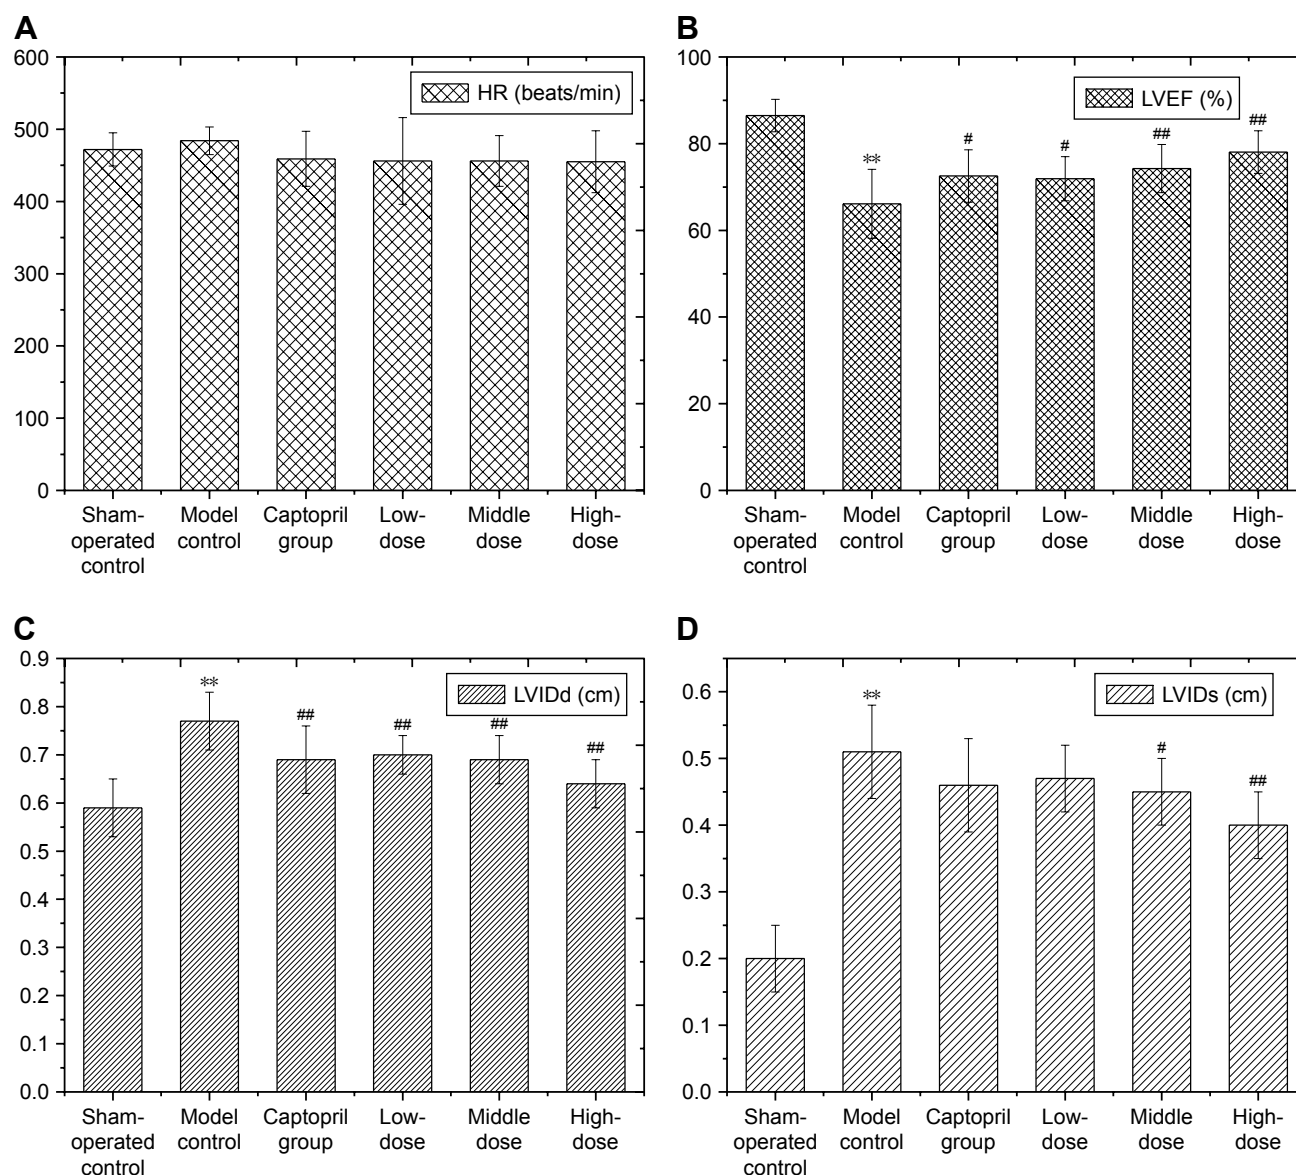 A
600
500
400
300
200
100
0
HR (beats/min)
Sham-
operated
control
Model
control
Captopril
group
Low-
dose
Middle
dose
High-
dose
B
100
80
60
40
20
0
LVEF (%)
**
#
#
##
##
Sham-
operated
control
Model
control
Captopril
group
Low-
dose
Middle
dose
High-
dose
C
0.9
0.8
0.7
0.6
0.5
0.4
0.3
0.2
0.1
0.0
LVIDd (cm)
**
##
##
##
##
Sham-
operated
control
Model
control
Captopril
group
Low-
dose
Middle
dose
High-
dose
D
0.6
0.5
0.4
0.3
0.2
0.1
0.0
LVIDs (cm)
**
#
##
Sham-
operated
control
Model
control
Captopril
group
Low-
dose
Middle
dose
High-
dose